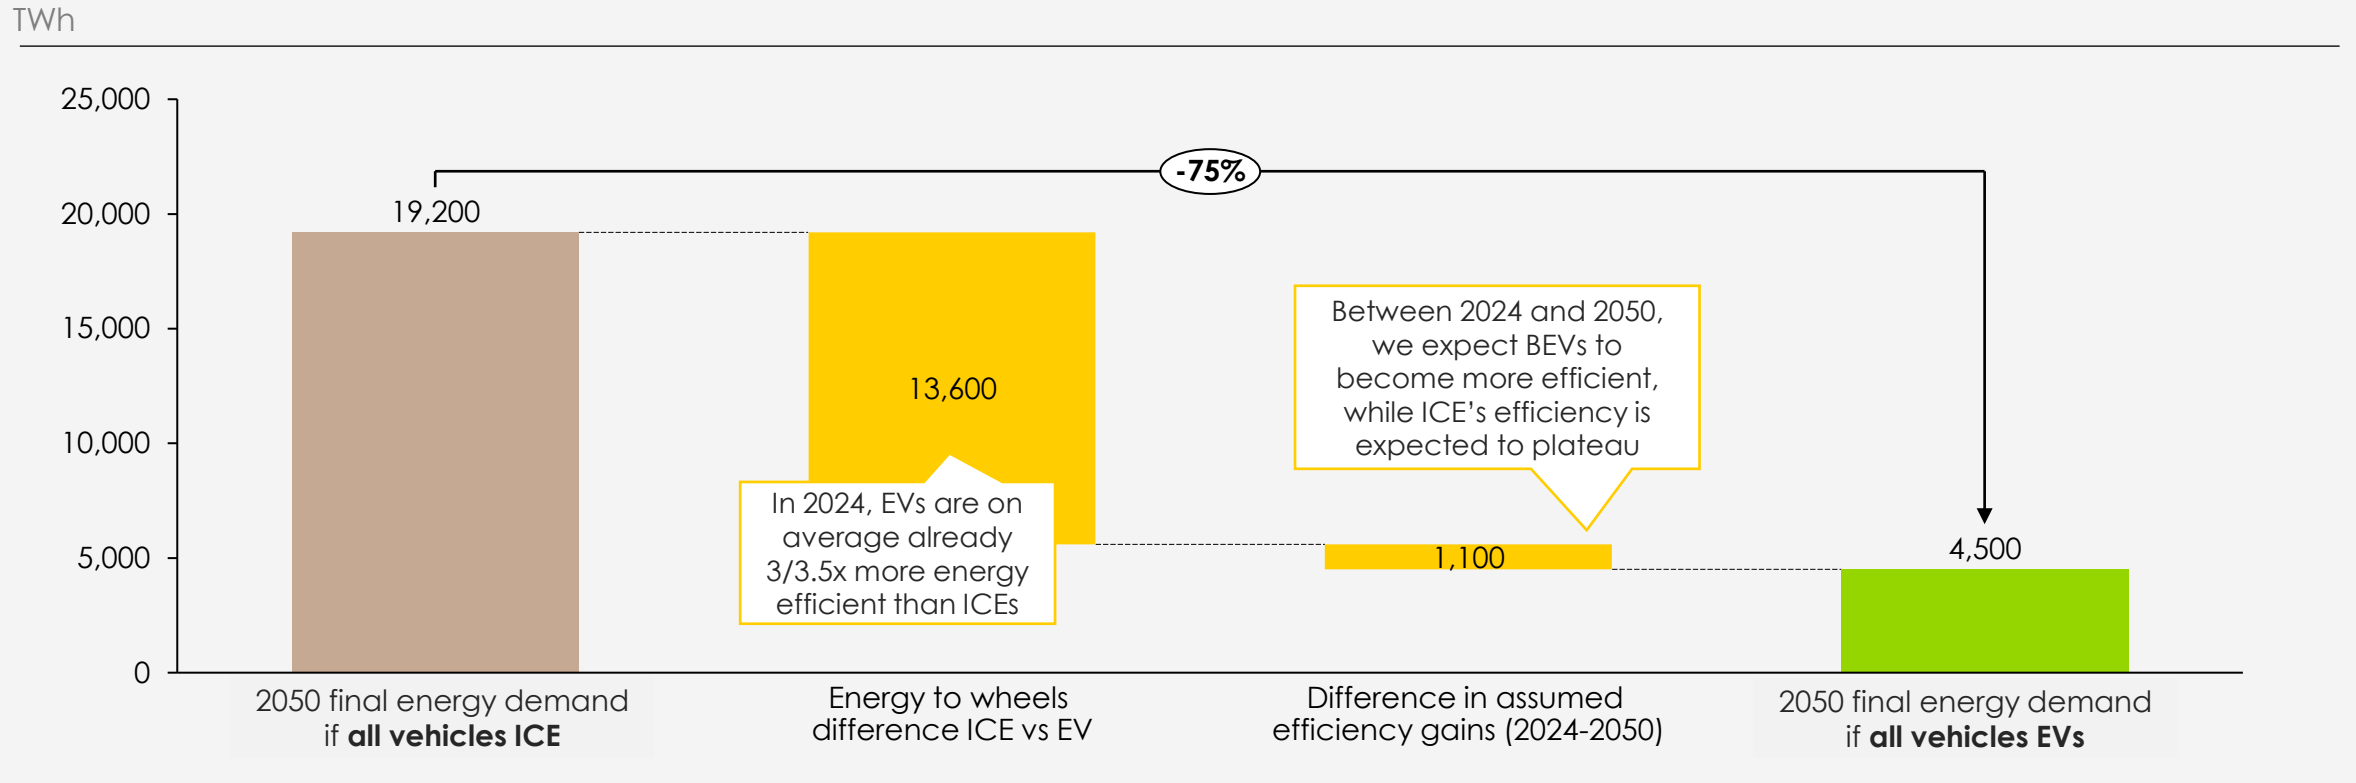 TWh
25,000
20,000
15,000
10,000
5,000
0
-75%
19,200
13,600
In 2024, EVs are on
average already
3/3.5x more energy
efficient than ICEs
Between 2024 and 2050,
we expect BEVs to
become more efficient,
while ICE’s efficiency is
expected to plateau
1,100
4,500
2050 final energy demand
if all vehicles ICE
Energy to wheels
difference ICE vs EV
Difference in assumed
efficiency gains (2024-2050)
2050 final energy demand
if all vehicles EVs